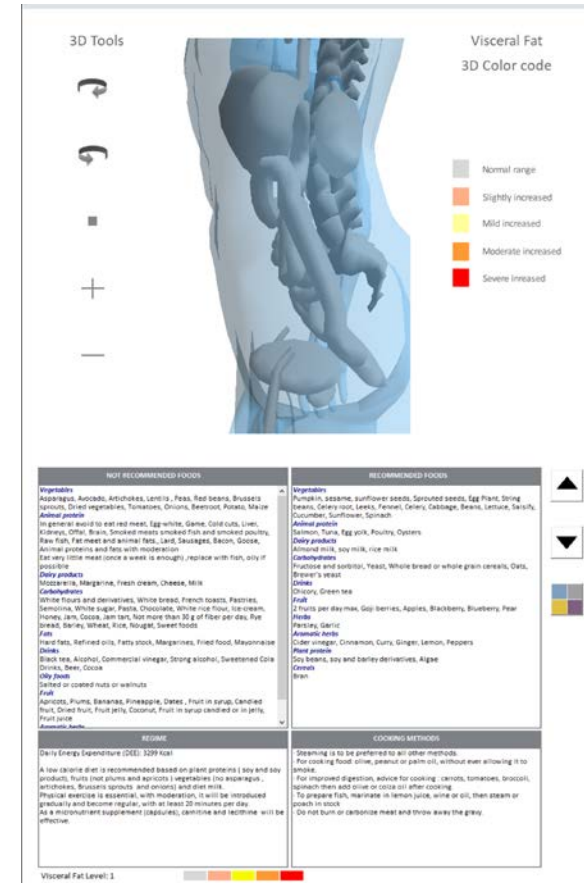 3D Tools
Visceral Fat
3D Color code
Normal range
Slightly increased
Mild increased
Moderate increased
Severe Inreased
NOT RECOMMENDED FOODS
Vegetables
Asparagus, Avocado, Artichokes, Lentils , Peas, Red beans, Brussels
sprouts, Dried vegetables, Tomatoes, Onions, Beetroot, Potato, Maize
Animal protein
In general avoid to eat red meat, Egg-white, Game, Cold cuts, Liver,
Kidneys, Offal, Brain, Smoked meats smoked fish and smoked poultry,
Raw fish, Fat meet and animal fats , Lard, Sausages, Bacon, Goose,
Animal proteins and fats with moderation
Eat very little meat (once a week is enough) ,replace with fish, oily if
possible
Dairy products
Mozzarella, Margarine, Fresh cream, Cheese, Milk
Carbohydrates
White flours and derivatives, White bread, French toasts, Pastries,
Semolina, White sugar, Pasta, Chocolate, White rice flour, Ice-cream,
Honey, Jam, Cocoa, Jam tart, Not more than 30 g of fiber per day, Rye
bread, Barley, Wheat, Rice, Nougat, Sweet foods
Fats
Hard fats, Refined oils, Fatty stock, Margarines, Fried food, Mayonnaise
Drinks
Black tea, Alcohol, Commercial vinegar, Strong alcohol, Sweetened Cola
Drinks, Beer, Cocoa
Oily foods
Salted or coated nuts or walnuts
Fruit
Apricots, Plums, Bananas, Pineapple, Dates , Fruit in syrup, Candied
fruit, Dried fruit, Fruit jelly, Coconut, Fruit in syrup candied or in jelly,
Fruit juice
Aromatic herbs
RECOMMENDED FOODS
Vegetables
Pumpkin, sesame, sunflower seeds, Sprouted seeds, Egg Plant, String
beans, Celery root, Leeks, Fennel, Celery, Cabbage, Beans, Lettuce, Salsify,
Cucumber, Sunflower, Spinach
Animal protein
Salmon, Tuna, Egg yolk, Poultry, Oysters
Dairy products
Almond milk, soy milk, rice milk
Carbohydrates
Fructose and sorbitol, Yeast, Whole bread or whole grain cereals, Oats,
Brewer's yeast
Drinks
Chicory, Green tea
Fruit
2 fruits per day max, Goji berries, Apples, Blackberry, Blueberry, Pear
Herbs
Parsley, Garlic
Aromatic herbs
Cider vinegar, Cinnamon, Curry, Ginger, Lemon, Peppers
Plant protein
Soy beans, soy and barley derivatives, Algae
Cereals
Bran
REGIME
Daily Energy Expenditure (DEE): 3299 Kcal
A low calorie diet is recommended based on plant proteins ( soy and soy
product), fruits (not plums and apricots ) vegetables (no asparagus ,
artichokes, Brussels sprouts and onions) and diet milk.
Physical exercise is essential, with moderation, it will be introduced
gradually and become regular, with at least 20 minutes per day.
As a micronutrient supplement (capsules), carnitine and lecithine will be
effective.
COOKING METHODS
- Steaming is to be preferred to all other methods.
- For cooking food: olive, peanut or palm oil, without ever allowing it to
smoke.
- For improved digestion, advice for cooking : carrots, tomatoes, broccoli,
spinach then add olive or colza oil after cooking
- To prepare fish, marinate in lemon juice, wine or oil, then steam or
poach in stock
- Do not burn or carbonize meat and throw away the gravy.
Visceral Fat Level: 1